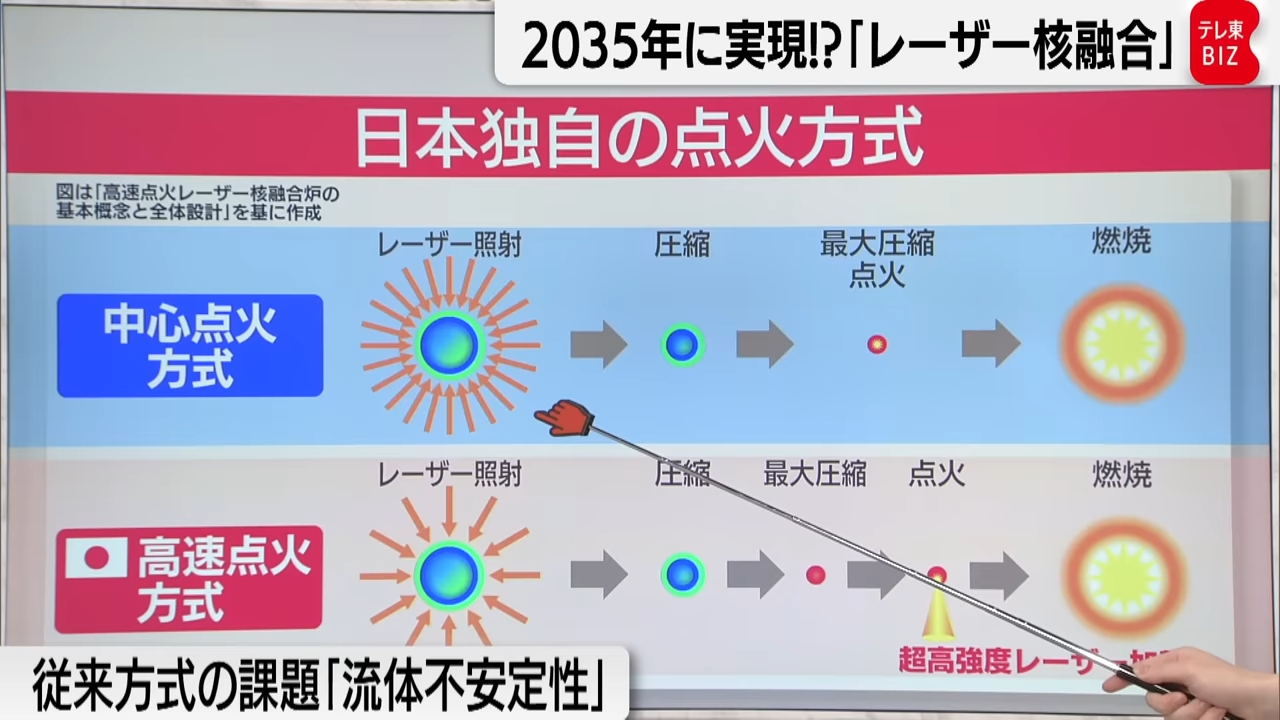 2035年に実現!?「レーザー核融合」
テレ東
BIZ
日本独自の点火方式
図は「高速点火レーザー核融合炉の
基本概念と全体設計」を基に作成
レーザー照射
圧縮
最大圧縮
点火
燃焼
中心点火
方式
レーザー照射
圧縮
最大圧縮
点火
燃焼
高速点火
方式
超高強度レーザー加
従来方式の課題「流体不安定性」